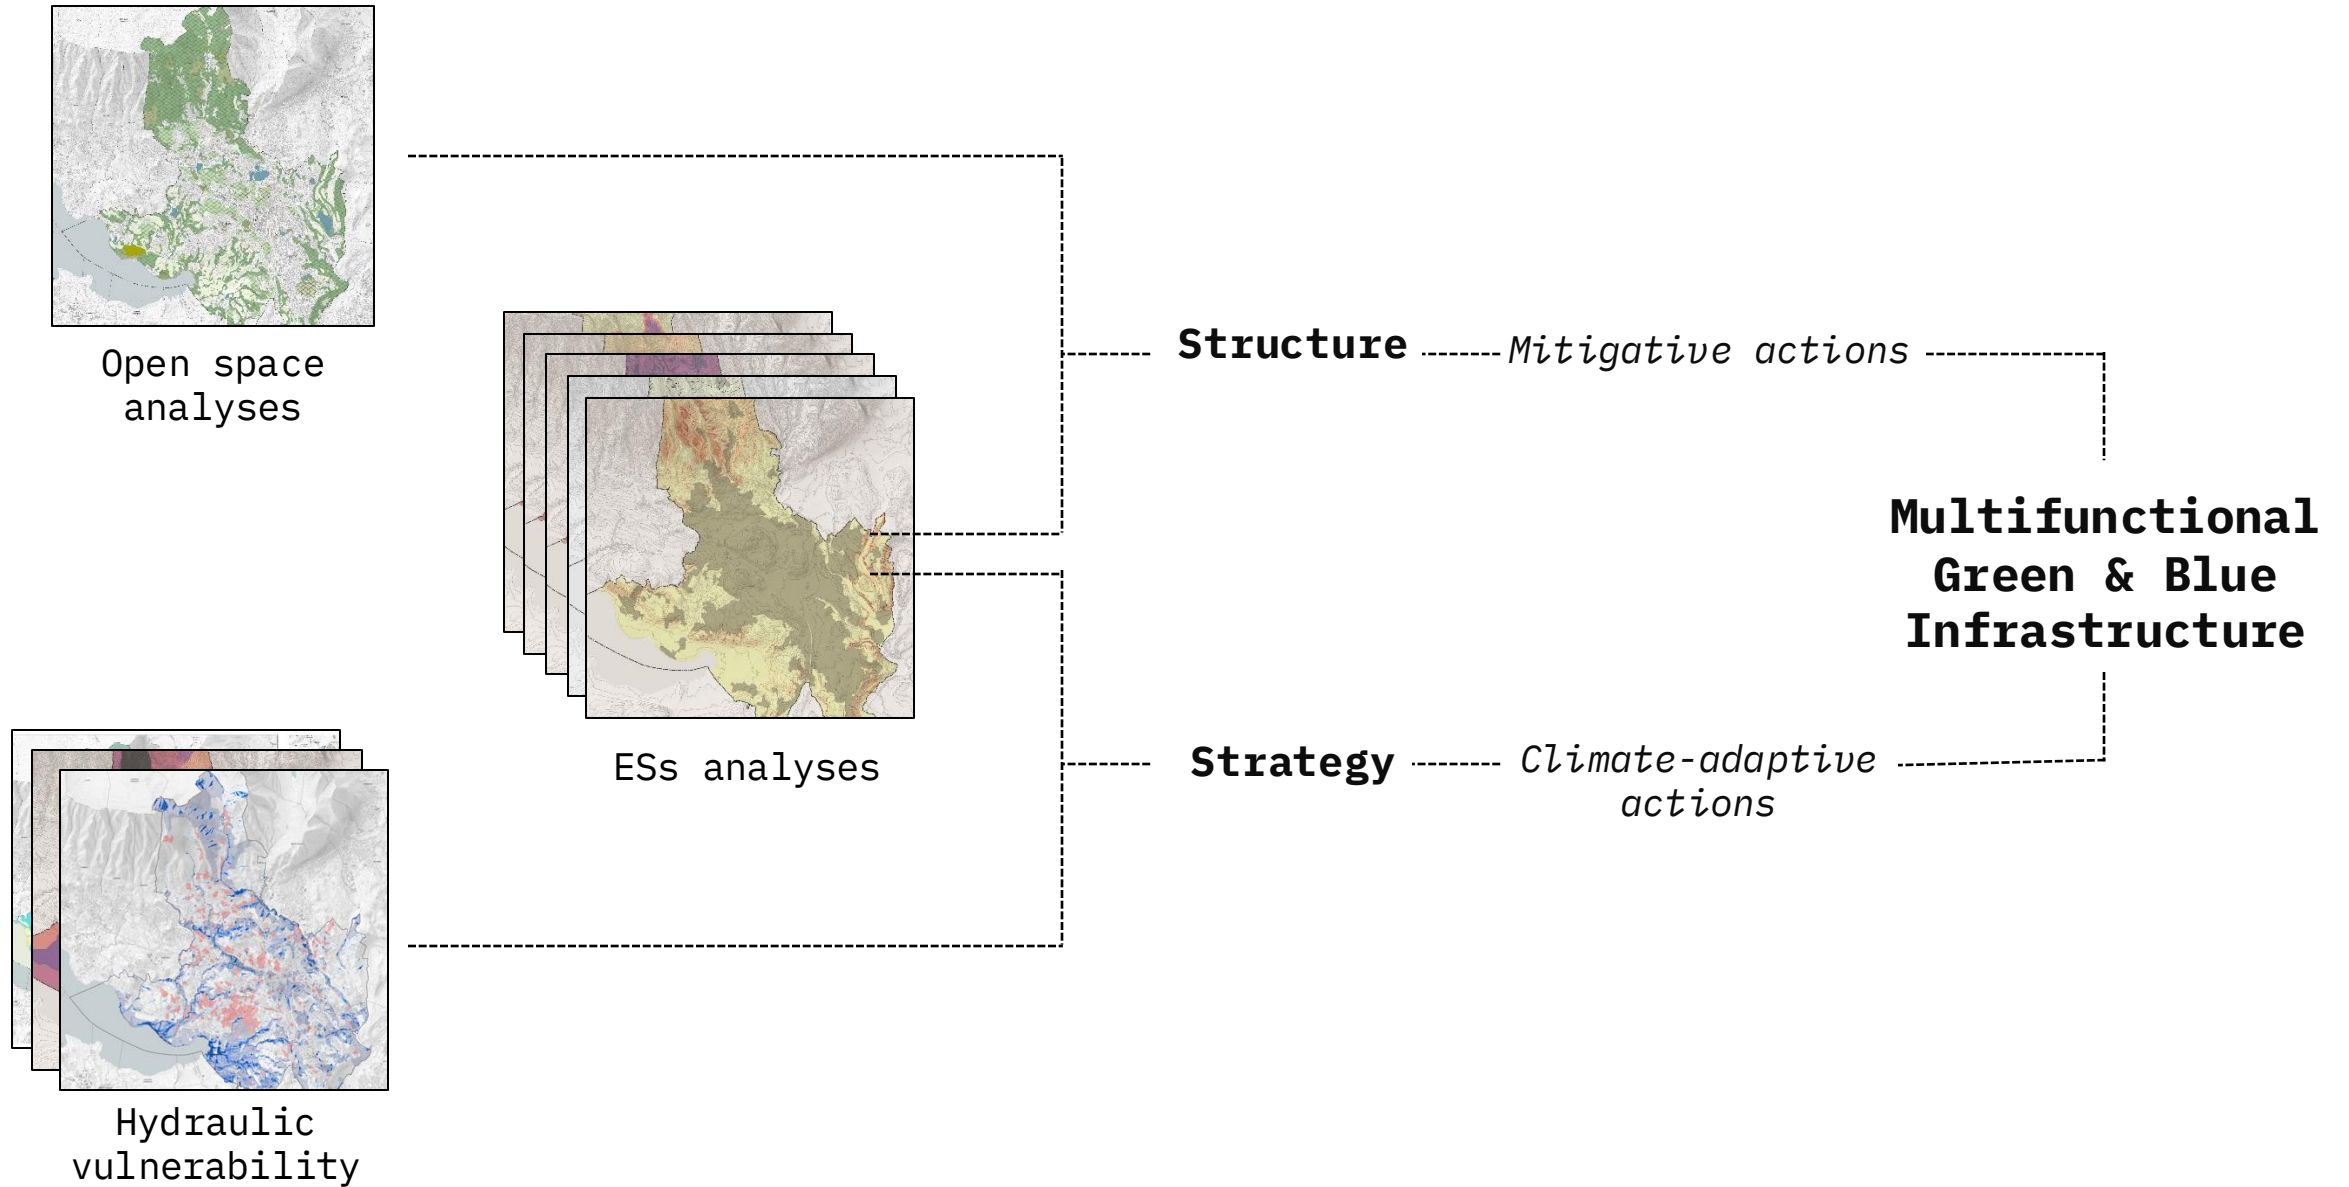 Open space
analyses
ESs analyses
Hydraulic
vulnerability
Structure
Mitigative actions
Strategy
Climate-adaptive
actions
Multifunctional
Green & Blue
Infrastructure